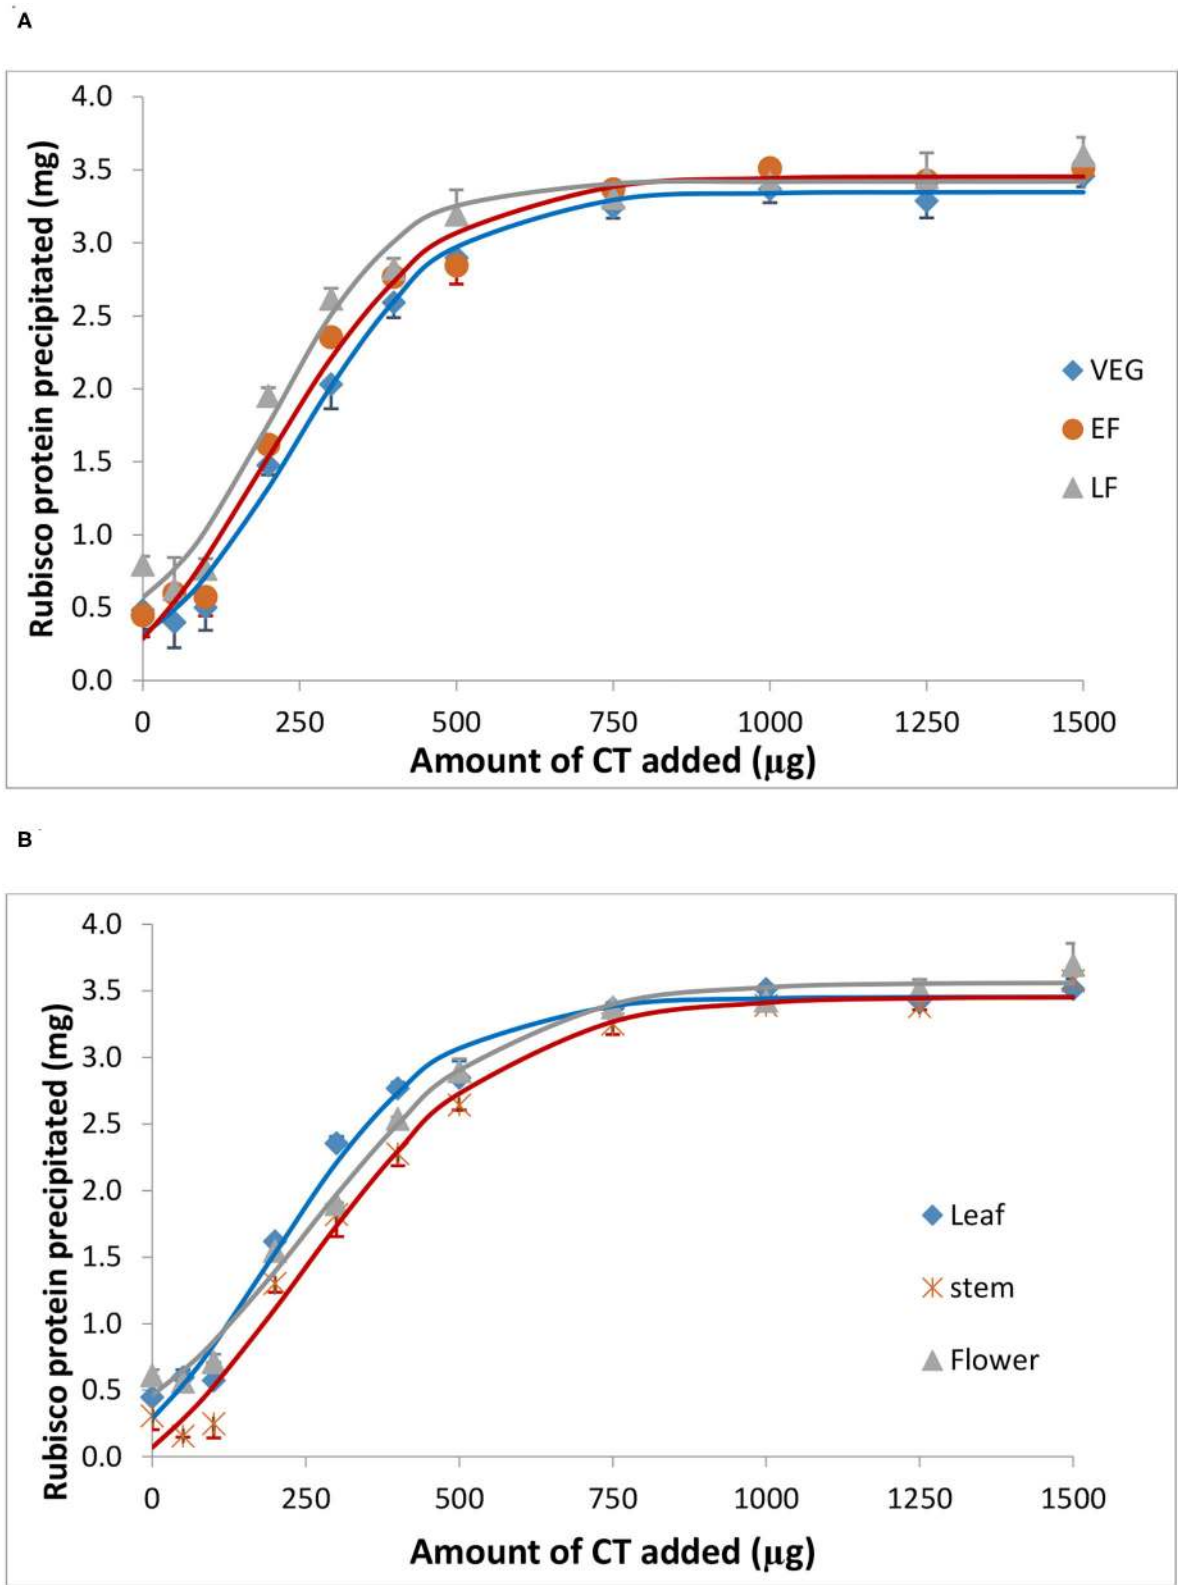 A
4.0
3.5
3.0
2.5
2.0
1.5
1.0
0.5
0.0
Rubisco protein precipitated (mg)
VEG
EF
LF
0 250 500 750 1000 1250 1500
Amount of CT added (µg)
B
4.0
3.5
3.0
2.5
2.0
1.5
1.0
0.5
0.0
Rubisco protein precipitated (mg)
Leaf
stem
Flower
0 250 500 750 1000 1250 1500
Amount of CT added (µg)